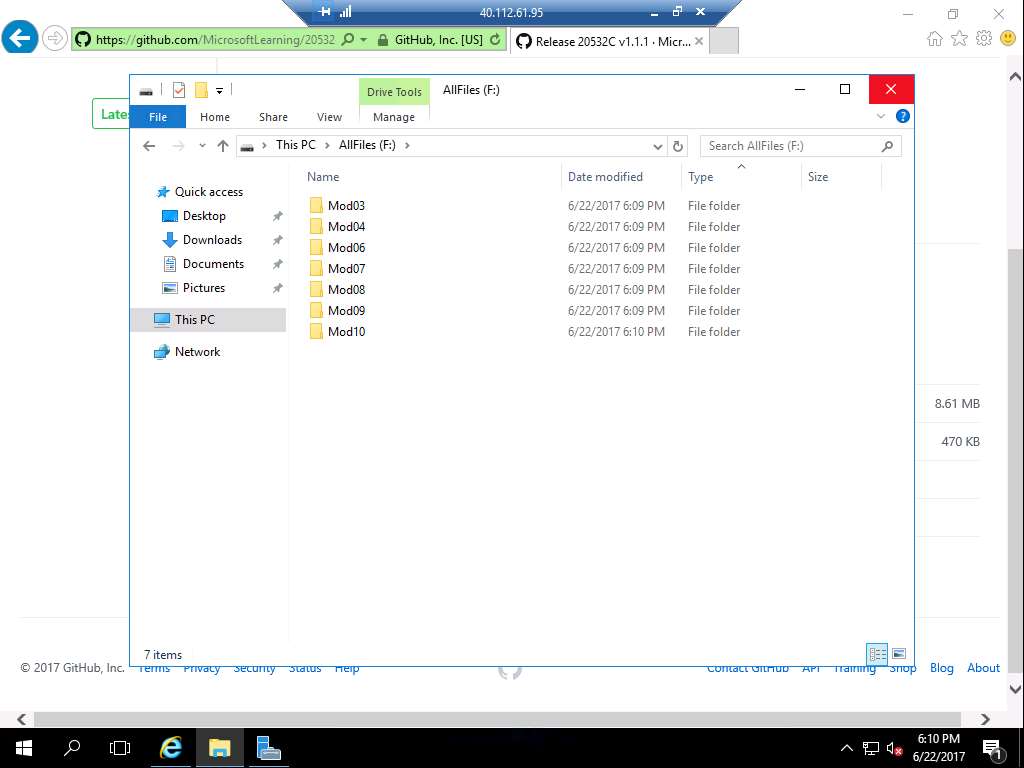 40.112.61.95
https://github.com/MicrosoftLearning/20532
GitHub, Inc. [US]
Release 20532C v1.1.1 · Micr...
Drive Tools
AllFiles (F:)
File
Home
Share
View
Manage
This PC
AllFiles (F:)
Search AllFiles (F:)
Name
Date modified
Type
Size
Quick access
Desktop
Downloads
Documents
Pictures
This PC
Network
Mod03 6/22/2017 6:09 PM File folder
Mod04 6/22/2017 6:09 PM File folder
Mod06 6/22/2017 6:09 PM File folder
Mod07 6/22/2017 6:09 PM File folder
Mod08 6/22/2017 6:09 PM File folder
Mod09 6/22/2017 6:09 PM File folder
Mod10 6/22/2017 6:10 PM File folder
8.61 MB
470 KB
7 items
© 2017 GitHub, Inc. Terms Privacy Security Status Help Contact GitHub API Training Shop Blog About
6:10 PM
6/22/2017
1